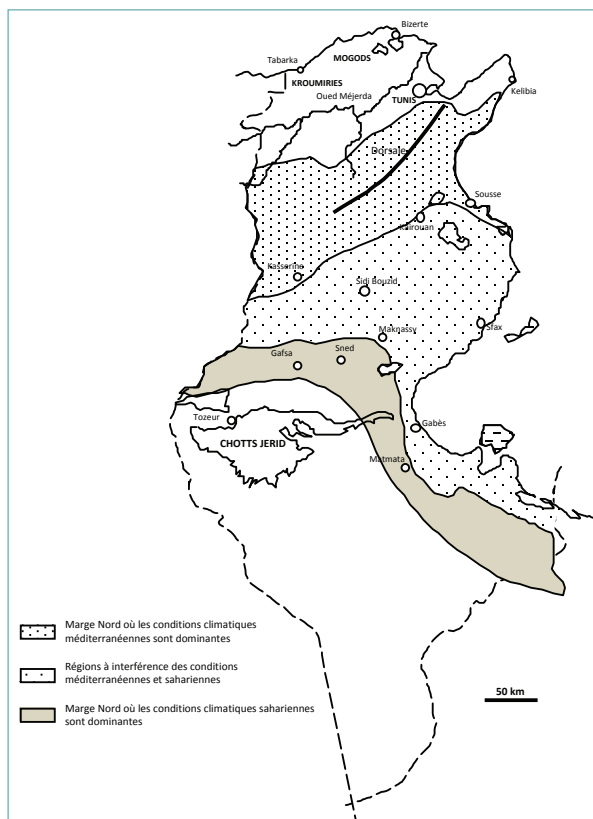 Bizerte
MOGODS
Tabarka
KROUMIRIES
Kelibia
Oued Méjerda
TUNIS
Dorsale
Sousse
Kairouan
Kasserine
Sidi Bouzid
Sfax
Maknassy
Sned
Gafsa
Tozeur
Gabès
CHOTTS JERID
Matmata
Marge Nord où les conditions climatiques
méditerranéennes sont dominantes
Régions à interférence des conditions
méditerranéennes et sahariennes
50 km
Marge Nord où les conditions climatiques sahariennes
sont dominantes